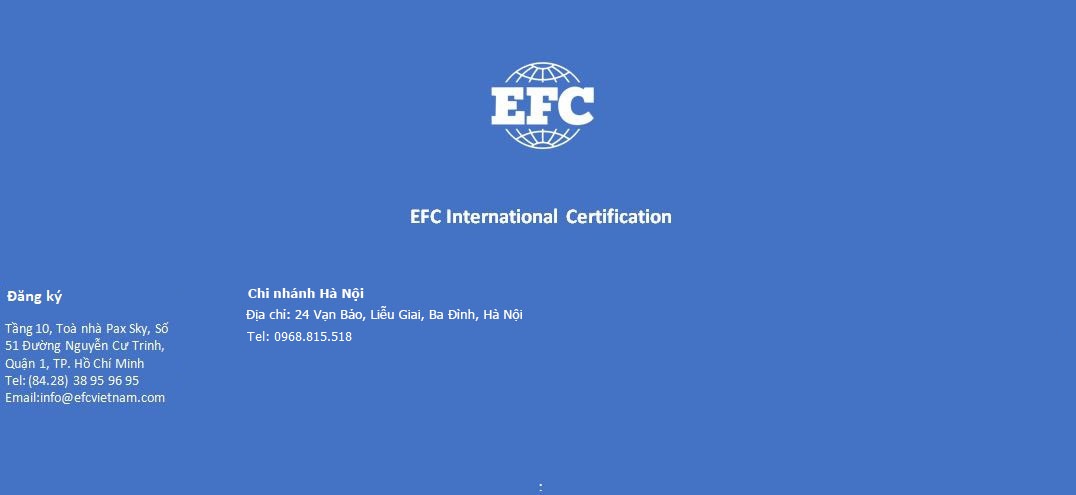 EFC
EFC International Certification
Đăng ký
Tầng 10, Toà nhà Pax Sky, Số
51 Đường Nguyễn Cư Trinh,
Quận 1, TP. Hồ Chí Minh
Tel: (84.28) 38 95 96 95
Email:info@efcvietnam.com
Chi nhánh Hà Nội
Địa chỉ: 24 Vạn Bảo, Liễu Giai, Ba Đình, Hà Nội
Tel: 0968.815.518
: